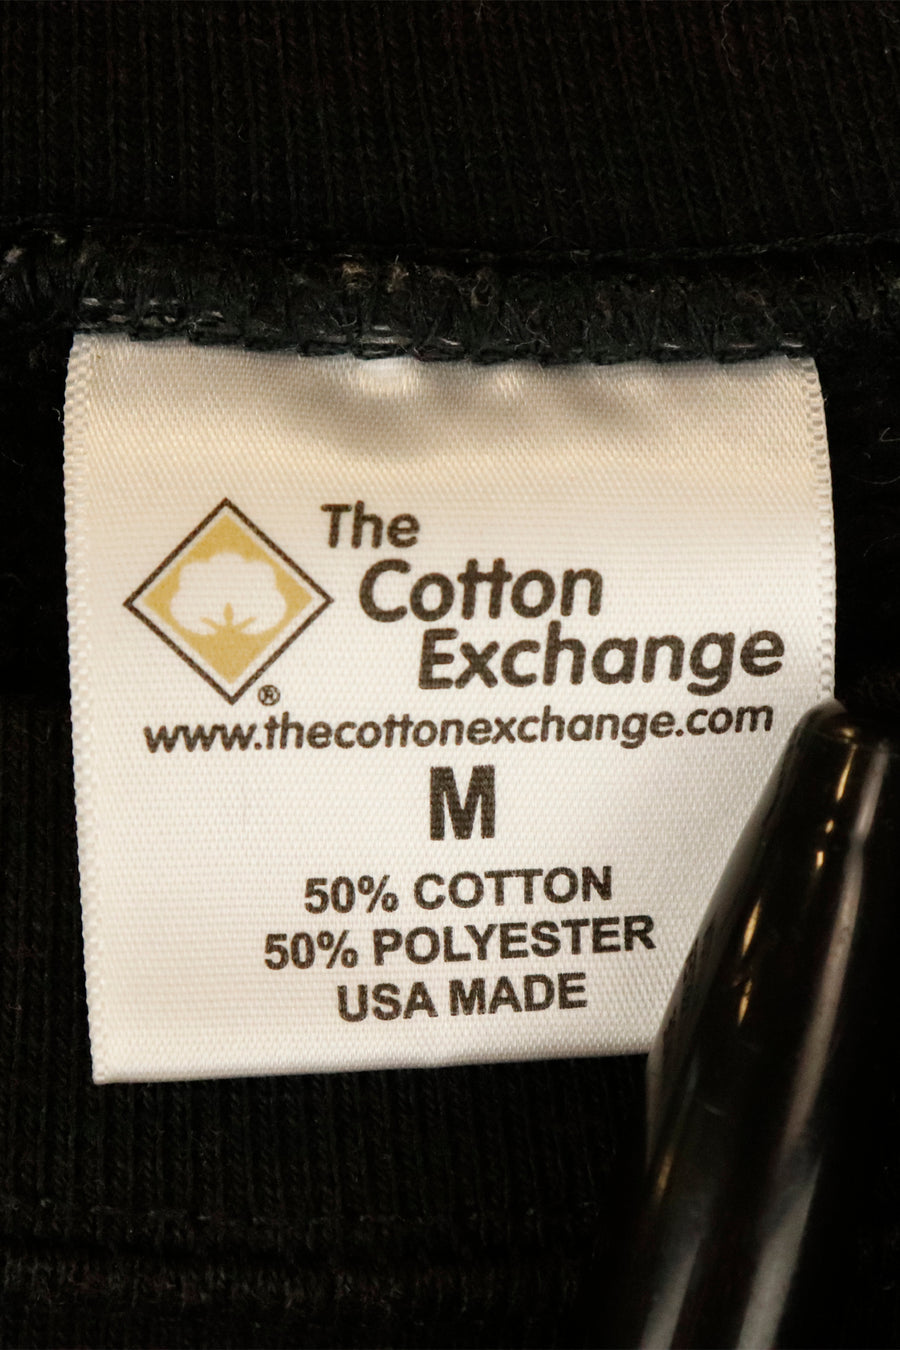 The
Cotton
Exchange
®
www.thecottonexchange.com
M
50% COTTON
50% POLYESTER
USA MADE